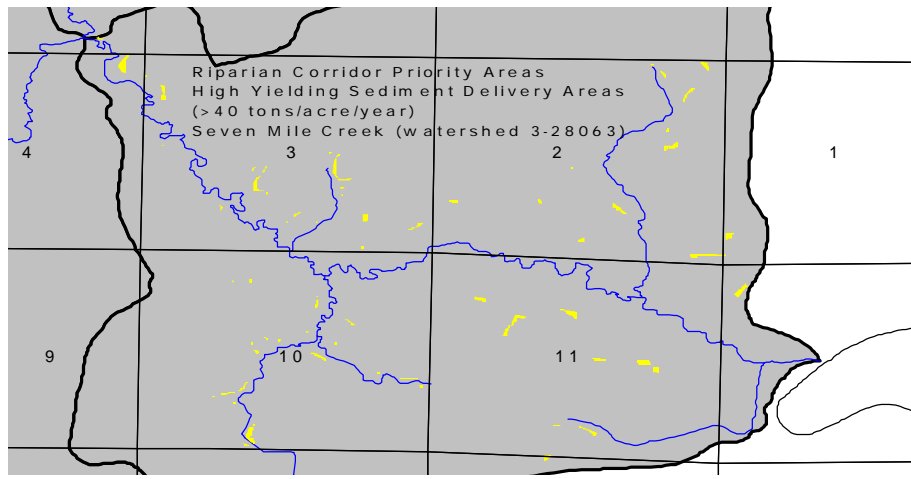 Riparian Corridor Priority Areas
High Yielding Sediment Delivery Areas
(>40 tons/acre/year)
Seven Mile Creek (watershed 3-28063)
4
3
2
1
9
10
11